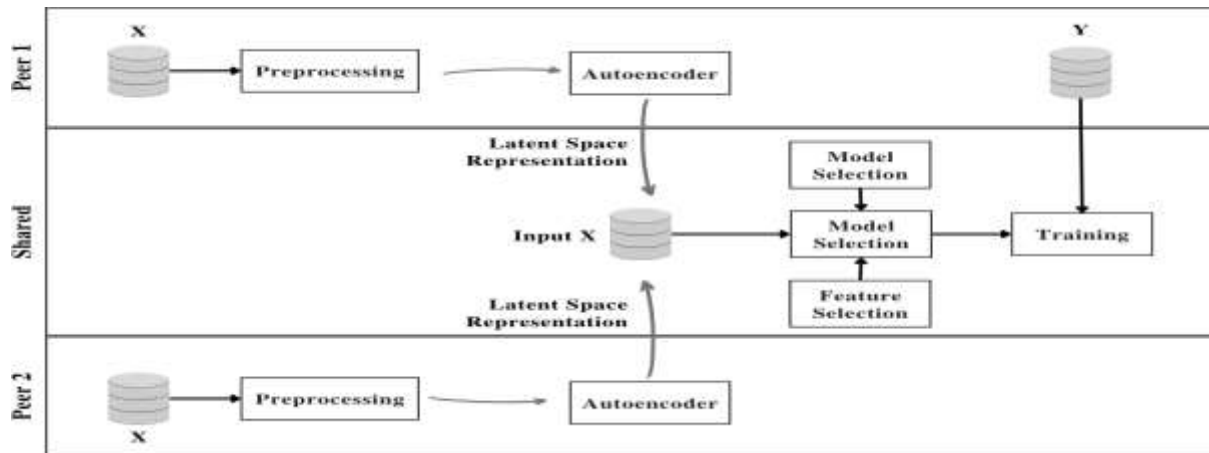 Peer 1
X
Preprocessing
Autoencoder
Y
Shared
Latent Space
Representation
Input X
Model
Selection
Model
Selection
Training
Feature
Selection
Latent Space
Representation
Peer 2
X
Preprocessing
Autoencoder